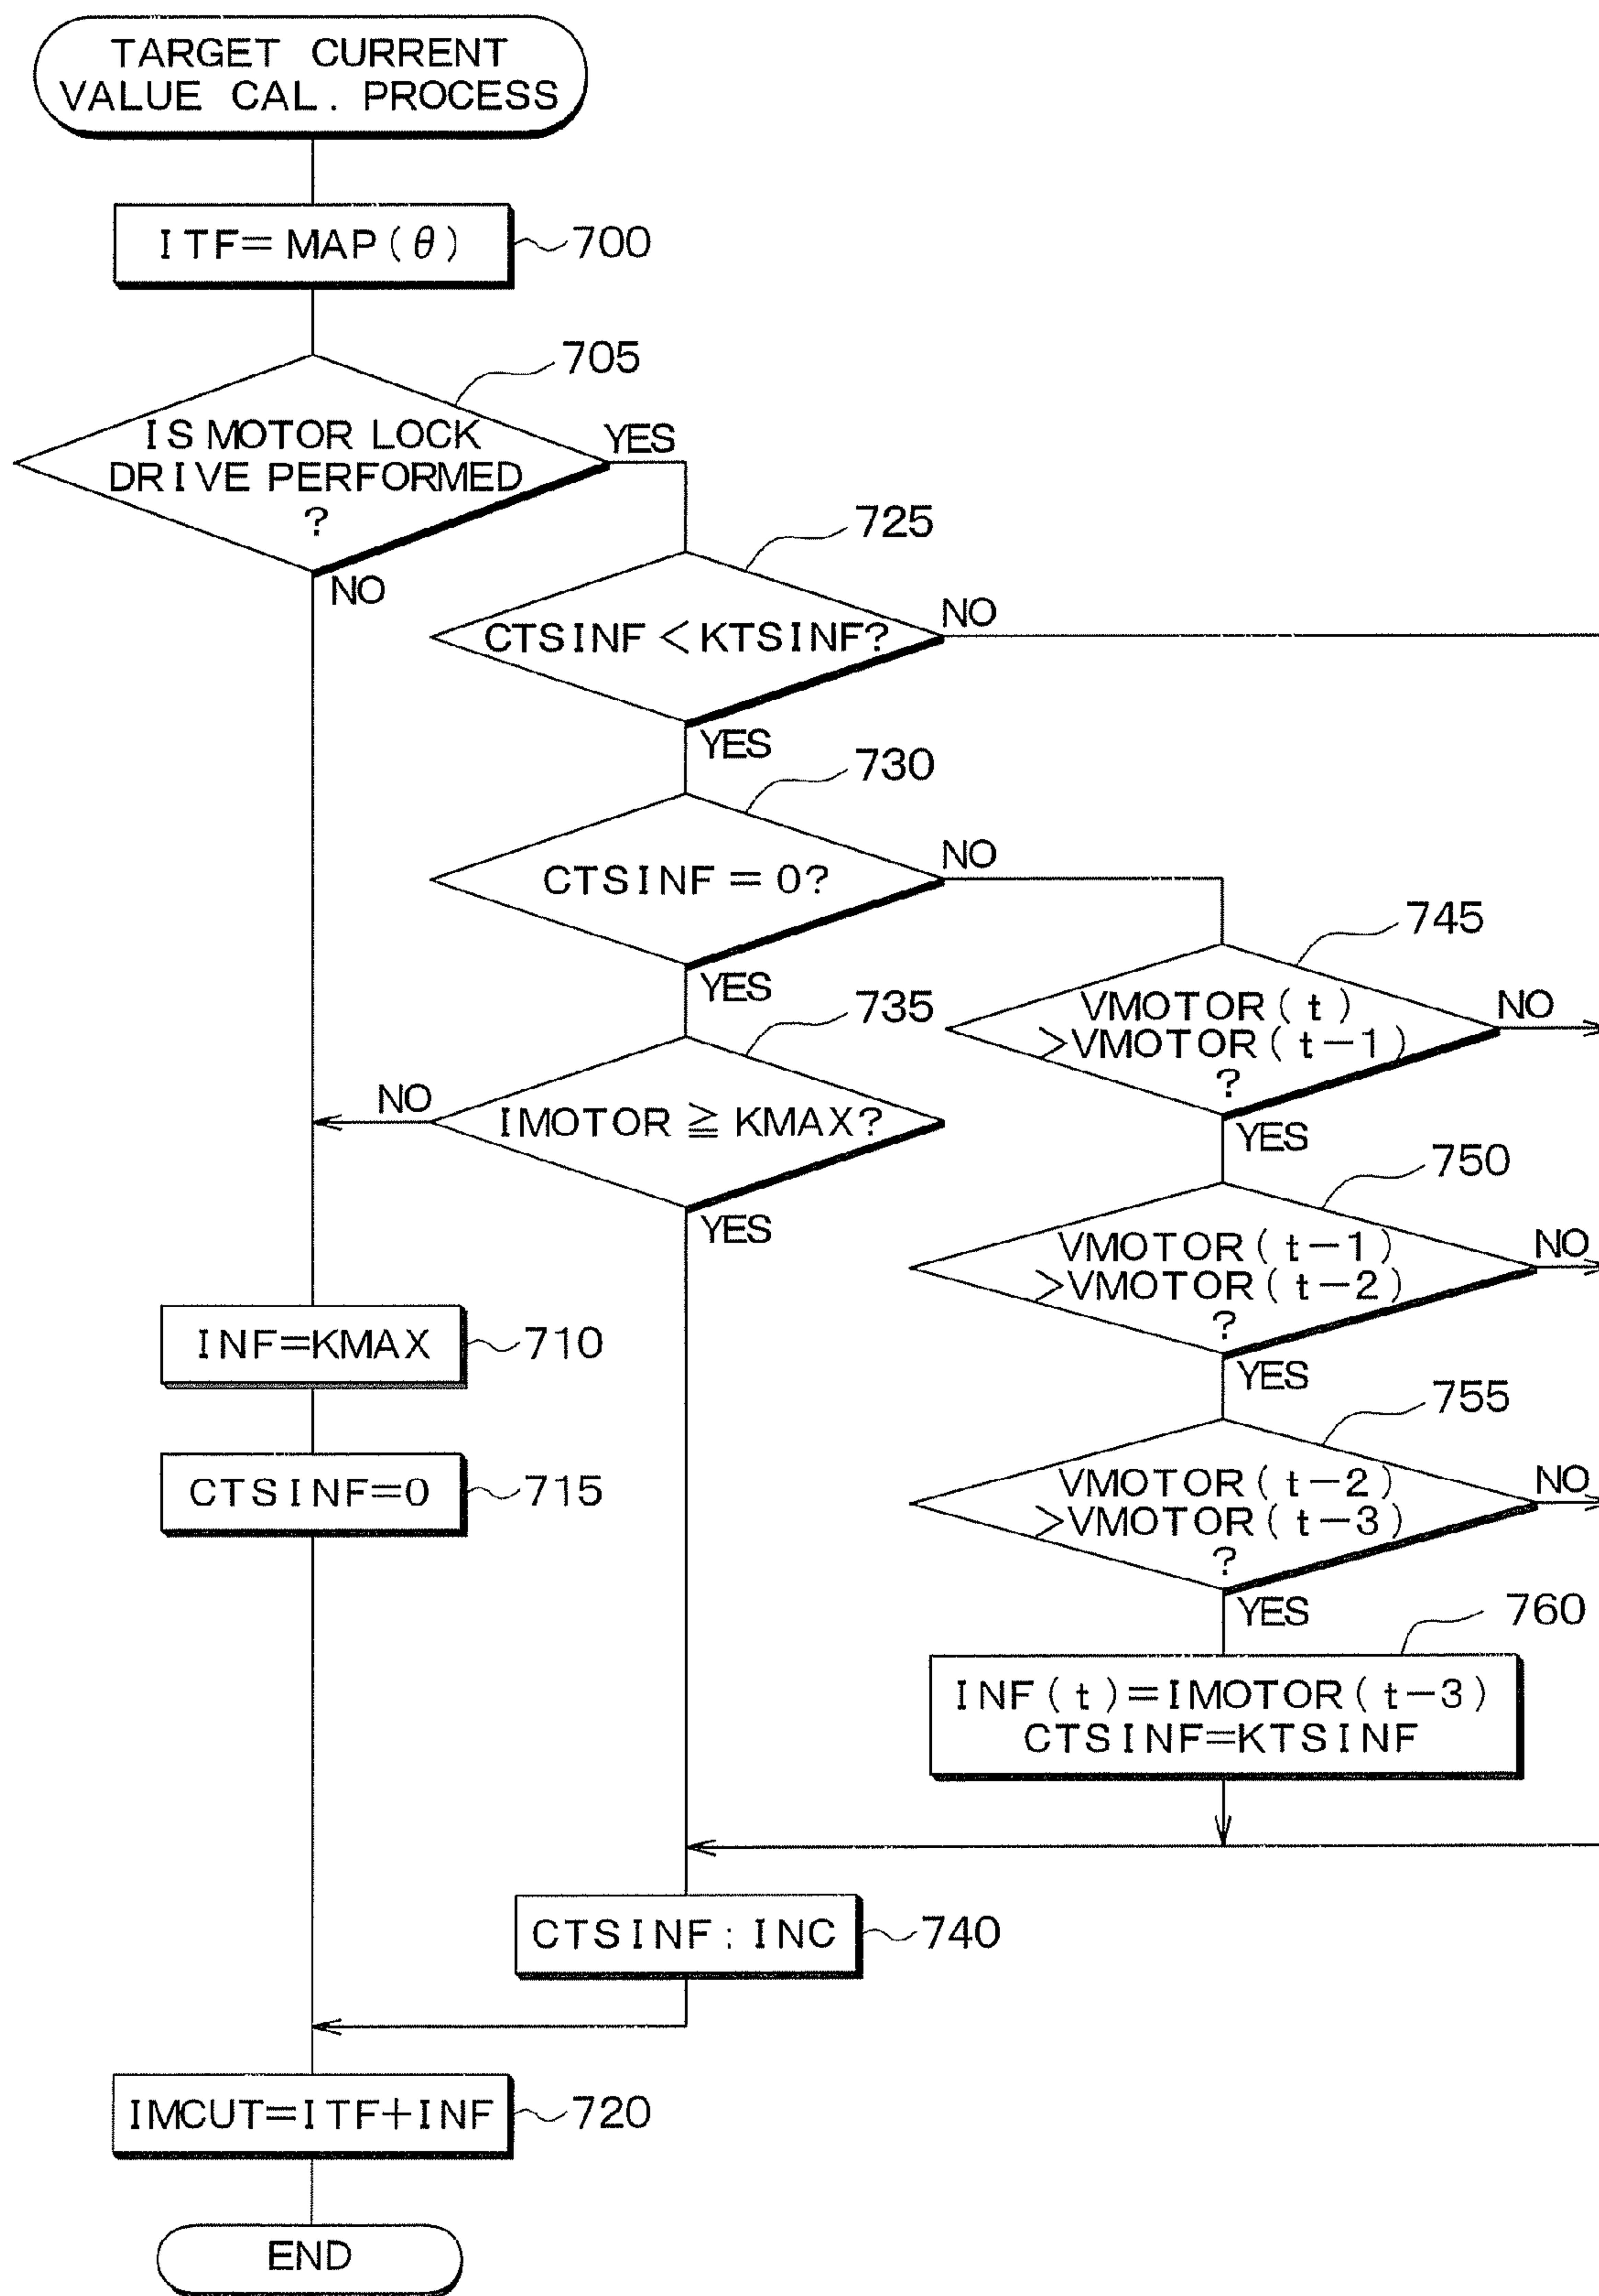 TARGET CURRENT
VALUE CAL. PROCESS
ITF=MAP(θ)
700
705
IS MOTOR LOCK
DRIVE PERFORMED
?
YES
NO
725
CTSINF<KTSINF?
NO
YES
730
CTSINF=0?
NO
YES
745
VMOTOR(t)
>VMOTOR(t-1)
?
NO
YES
735
IMOTOR≧KMAX?
NO
YES
750
VMOTOR(t-1)
>VMOTOR(t-2)
?
NO
YES
INF=KMAX
710
755
VMOTOR(t-2)
>VMOTOR(t-3)
?
NO
YES
CTSINF=0
715
760
INF(t)=IMOTOR(t-3)
CTSINF=KTSINF
CTSINF:INC
740
IMCUT=ITF+INF
720
END